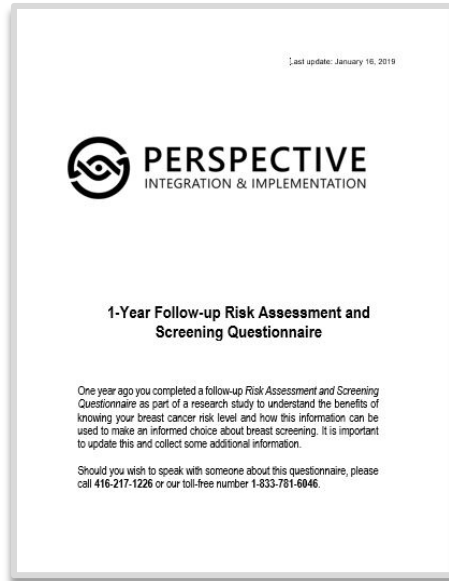 Last update: January 16, 2019
PERSPECTIVE
INTEGRATION & IMPLEMENTATION
1-Year Follow-up Risk Assessment and
Screening Questionnaire
One year ago you completed a follow-up Risk Assessment and Screening
Questionnaire as part of a research study to understand the benefits of
knowing your breast cancer risk level and how this information can be
used to make an informed choice about breast screening. It is important
to update this and collect some additional information.
Should you wish to speak with someone about this questionnaire, please
call 416-217-1226 or our toll-free number 1-833-781-6046.